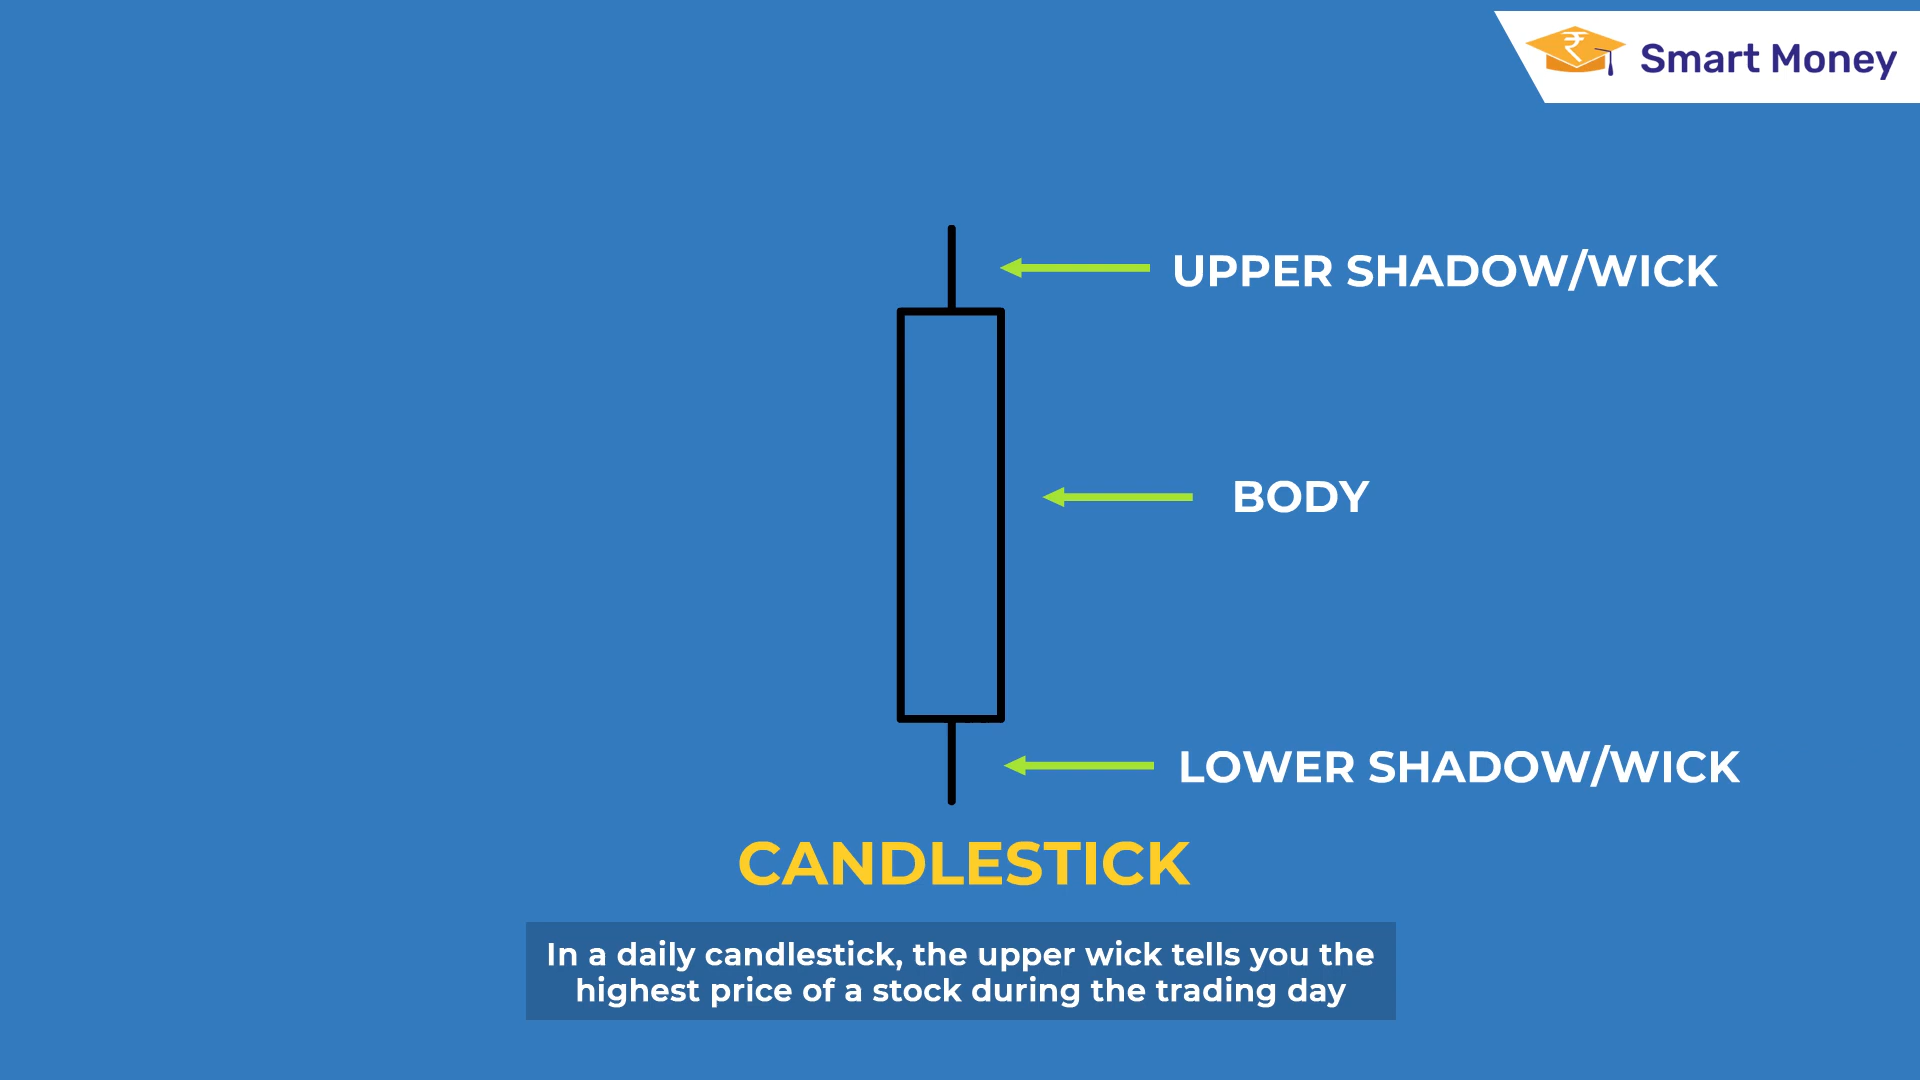 ₹ Smart Money
UPPER SHADOW/WICK
BODY
LOWER SHADOW/WICK
CANDLESTICK
In a daily candlestick, the upper wick tells you the
highest price of a stock during the trading day